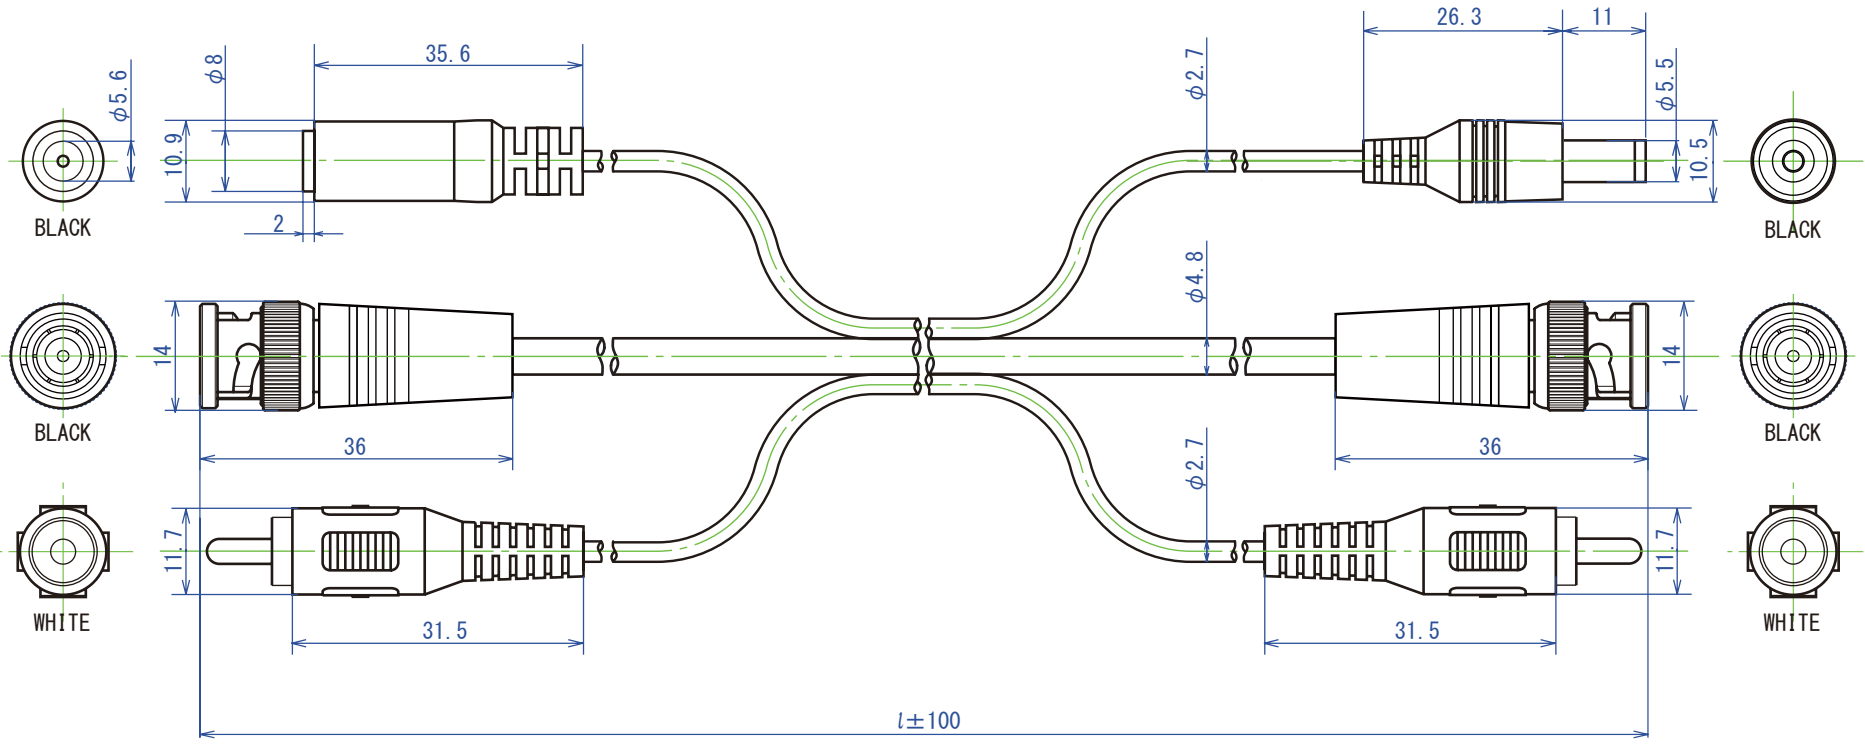 26.3
11
35.6
φ2.7
φ8
φ5.6
φ5.5
10.9
10.5
2
BLACK
BLACK
φ4.8
14
14
BLACK
BLACK
36
36
φ2.7
11.7
11.7
WHITE
WHITE
31.5
31.5
l±100